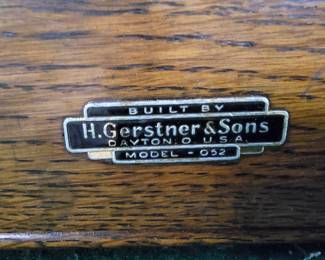 BUILT BY
H. Gerstner & Sons
DAYTON, O. U.S.A.
MODEL - 052